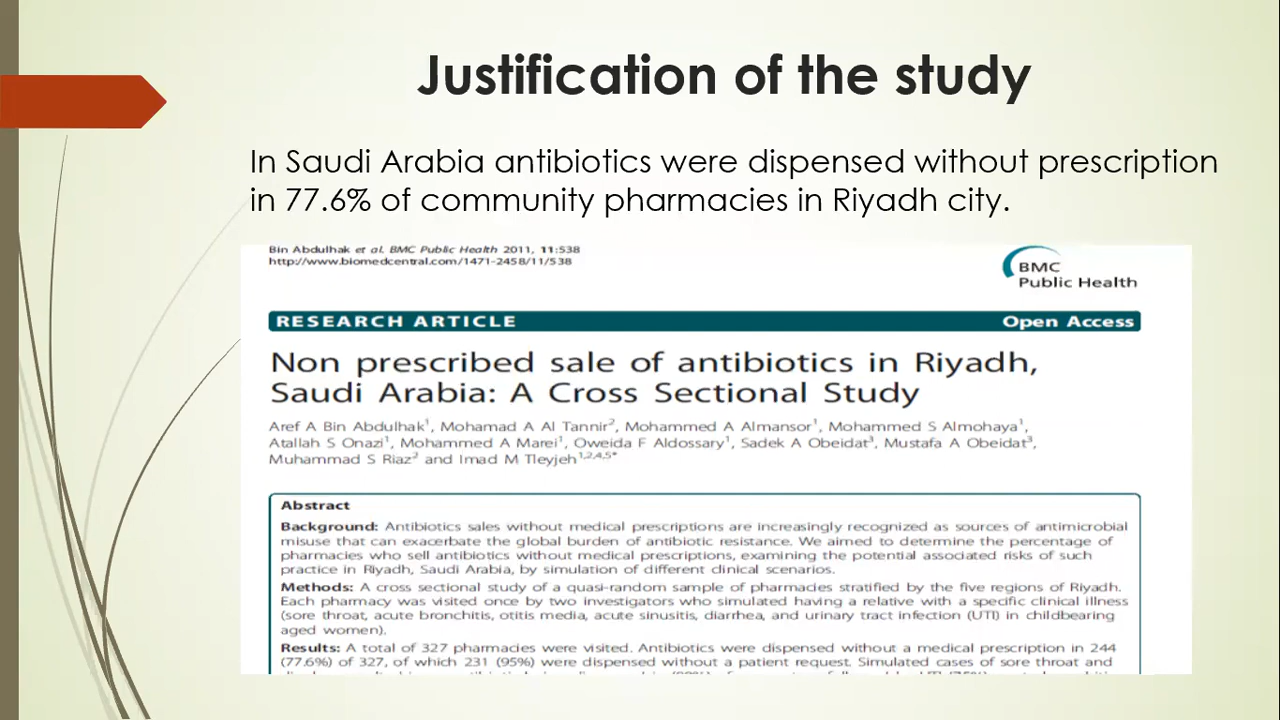 Justification of the study
In Saudi Arabia antibiotics were dispensed without prescription
in 77.6% of community pharmacies in Riyadh city.
Bin Abdulhak et al. BMC Public Health 2011, 11:538
http://www.biomedcentral.com/1471-2458/11/538
BMC
Public Health
RESEARCH ARTICLE Open Access
Non prescribed sale of antibiotics in Riyadh,
Saudi Arabia: A Cross Sectional Study
Aref A Bin Abdulhak1, Mohamad A Al Tannir2, Mohammed A Almansor1, Mohammed S Almohaya1,
Atallah S Onazi1, Mohammed A Marei1, Oweida F Aldossary1, Sadek A Obeidat3, Mustafa A Obeidat3,
Muhammad S Riaz2 and Imad M Tleyjeh1,2,4,5*
Abstract
Background: Antibiotics sales without medical prescriptions are increasingly recognized as sources of antimicrobial
misuse that can exacerbate the global burden of antibiotic resistance. We aimed to determine the percentage of
pharmacies who sell antibiotics without medical prescriptions, examining the potential associated risks of such
practice in Riyadh, Saudi Arabia, by simulation of different clinical scenarios.
Methods: A cross sectional study of a quasi-random sample of pharmacies stratified by the five regions of Riyadh.
Each pharmacy was visited once by two investigators who simulated having a relative with a specific clinical illness
(sore throat, acute bronchitis, otitis media, acute sinusitis, diarrhea, and urinary tract infection (UTI) in childbearing
aged women).
Results: A total of 327 pharmacies were visited. Antibiotics were dispensed without a medical prescription in 244
(77.6%) of 327, of which 231 (95%) were dispensed without a patient request. Simulated cases of sore throat and